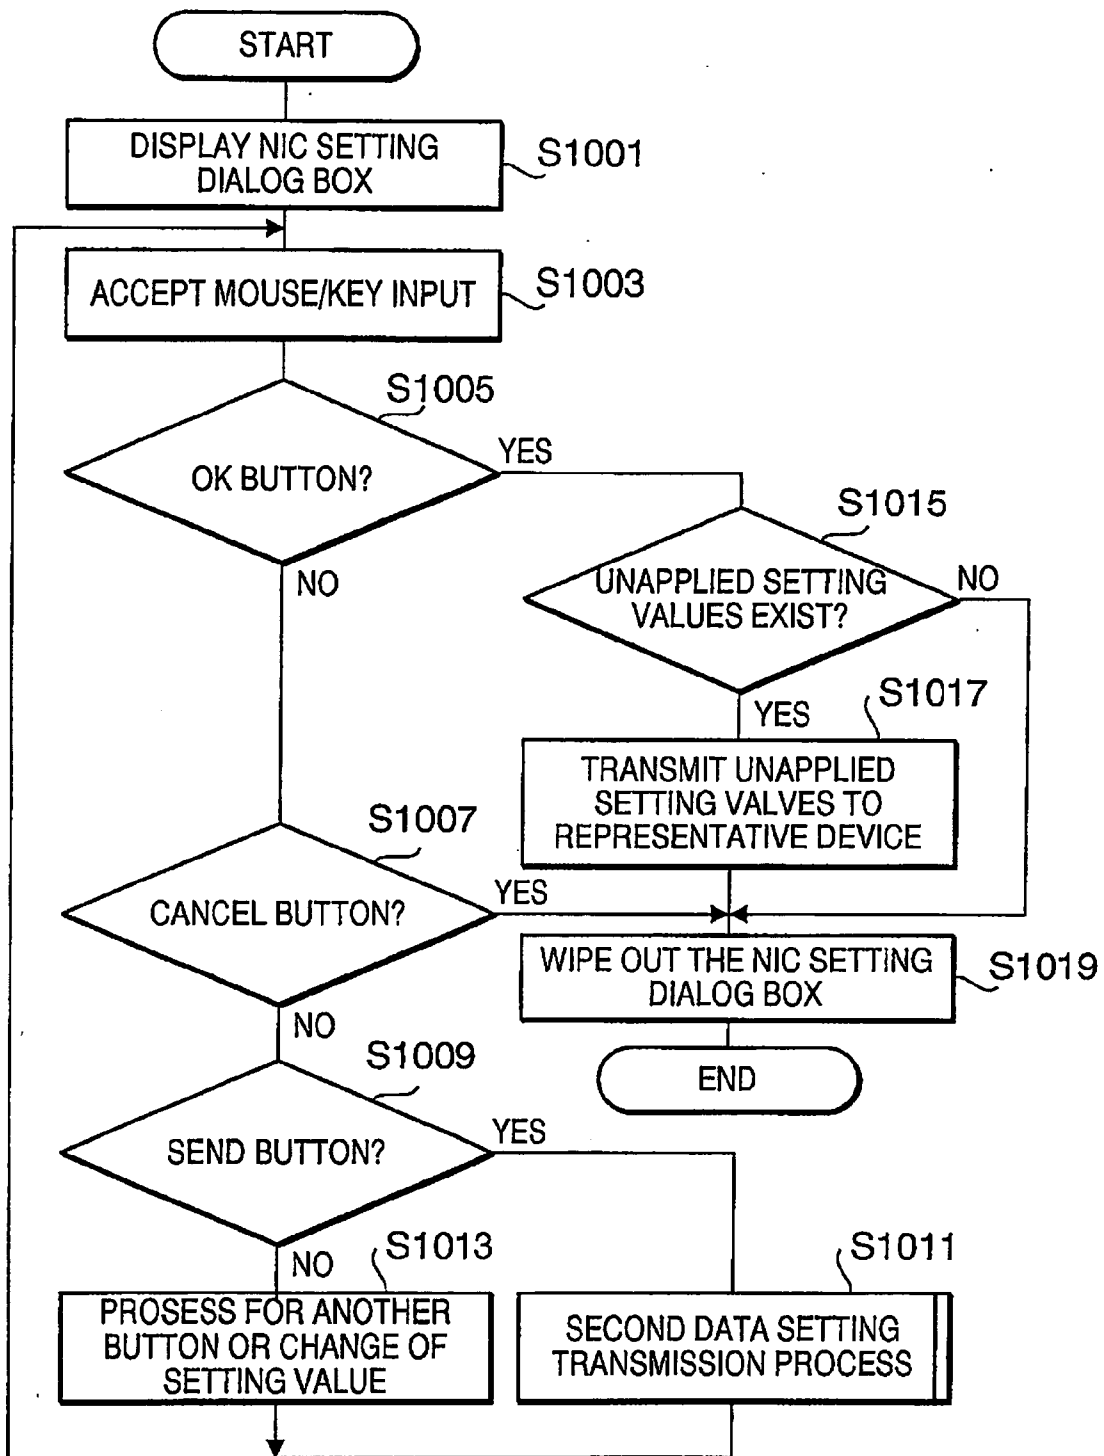 START
DISPLAY NIC SETTING
DIALOG BOX
S1001
ACCEPT MOUSE/KEY INPUT
S1003
S1005
OK BUTTON?
YES
NO
S1015
UNAPPLIED SETTING
VALUES EXIST?
NO
YES
S1017
TRANSMIT UNAPPLIED
SETTING VALVES TO
REPRESENTATIVE DEVICE
S1007
CANCEL BUTTON?
YES
NO
WIPE OUT THE NIC SETTING
DIALOG BOX
S1019
END
S1009
SEND BUTTON?
YES
NO
S1013
PROSESS FOR ANOTHER
BUTTON OR CHANGE OF
SETTING VALUE
S1011
SECOND DATA SETTING
TRANSMISSION PROCESS